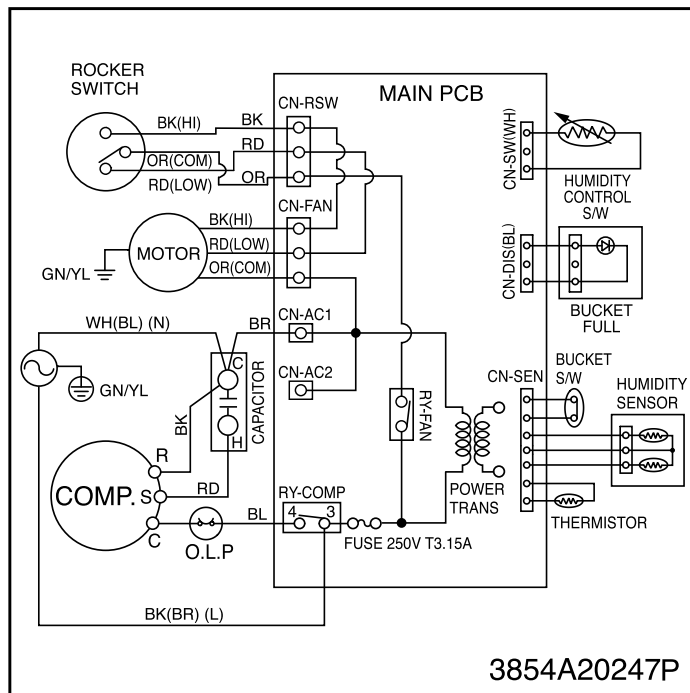 ROCKER
SWITCH
BK(HI)
OR(COM)
RD(LOW)
BK
RD
OR
CN-RSW
MAIN PCB
CN-SW(WH)
HUMIDITY
CONTROL
S/W
CN-FAN
BK(HI)
RD(LOW)
OR(COM)
MOTOR
GN/YL
CN-DIS(BL)
BUCKET
FULL
WH(BL) (N)
BR
CN-AC1
CN-AC2
GN/YL
C
H
CAPACITOR
BK
RY-FAN
CN-SEN
BUCKET
S/W
HUMIDITY
SENSOR
POWER
TRANS
THERMISTOR
COMP.
R
S
C
RD
BL
O.L.P
RY-COMP
4 3
FUSE 250V T3.15A
BK(BR) (L)
3854A20247P